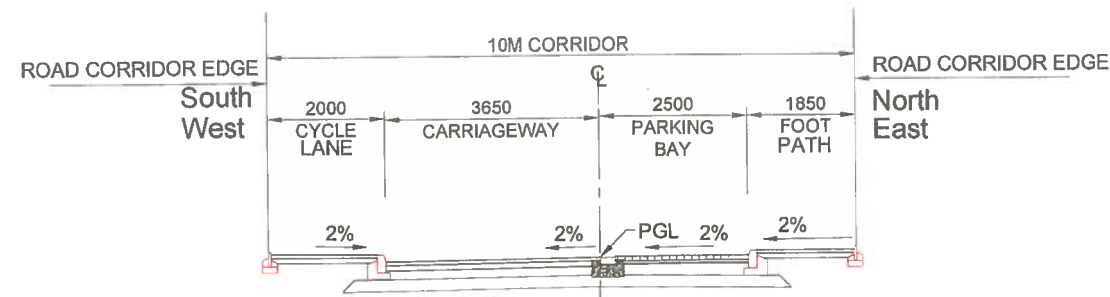 10M CORRIDOR
ROAD CORRIDOR EDGE
ROAD CORRIDOR EDGE
South
West
North
East
2000
3650
2500
1850
CYCLE
LANE
CARRIAGEWAY
PARKING
BAY
FOOT
PATH
℄
2%
2%
PGL
2%
2%